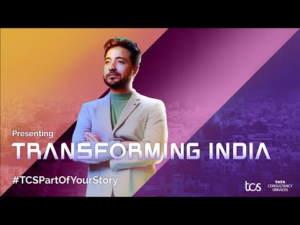 Presenting
TRANSFORMING INDIA
#TCSPartOfYourStory
tcs
TATA
CONSULTANCY
SERVICES